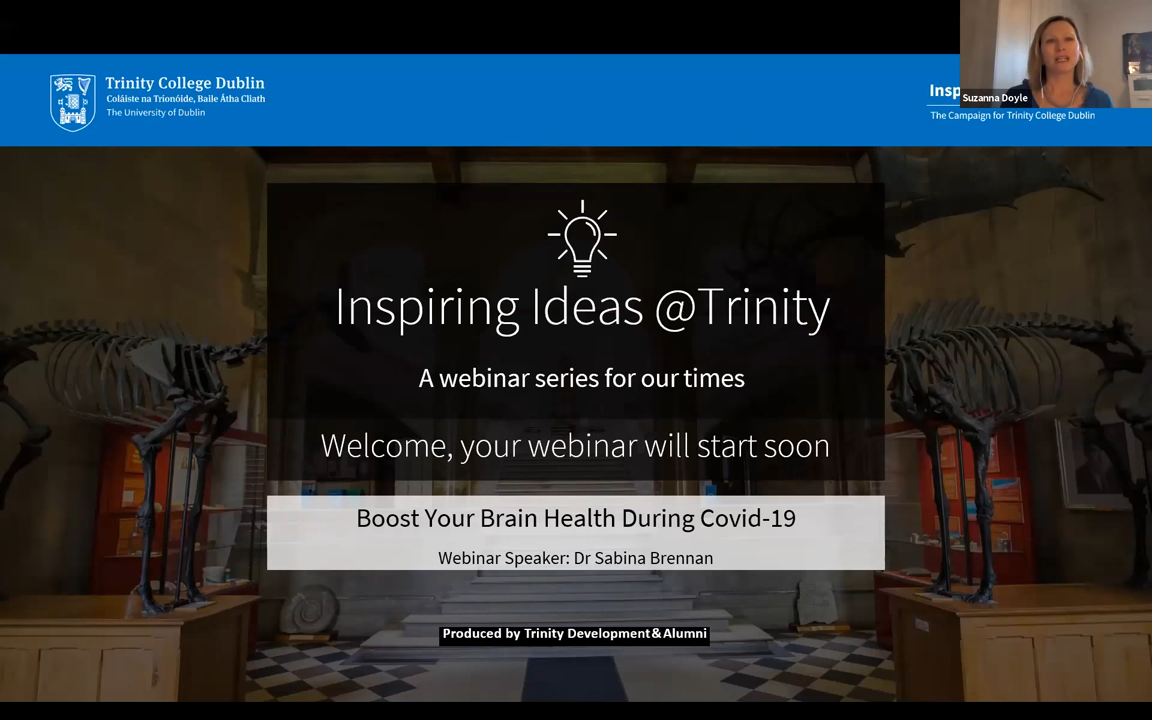 Trinity College Dublin
Coláiste na Tríonóide, Baile Átha Cliath
The University of Dublin
Suzanna Doyle
The Campaign for Trinity College Dublin
Inspiring Ideas @Trinity
A webinar series for our times
Welcome, your webinar will start soon
Boost Your Brain Health During Covid-19
Webinar Speaker: Dr Sabina Brennan
Produced by Trinity Development&Alumni